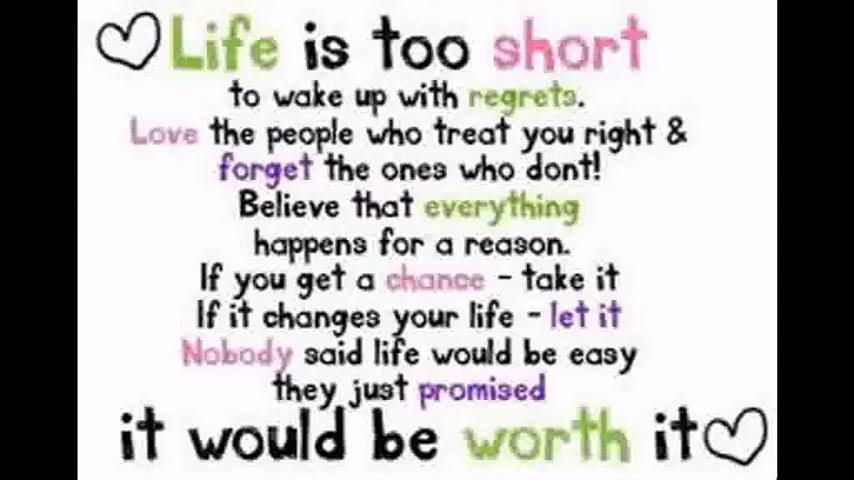 Life is too short
to wake up with regrets.
Love the people who treat you right &
forget the ones who dont!
Believe that everything
happens for a reason.
If you get a chance - take it
If it changes your life - let it
Nobody said life would be easy
they just promised
it would be worth it